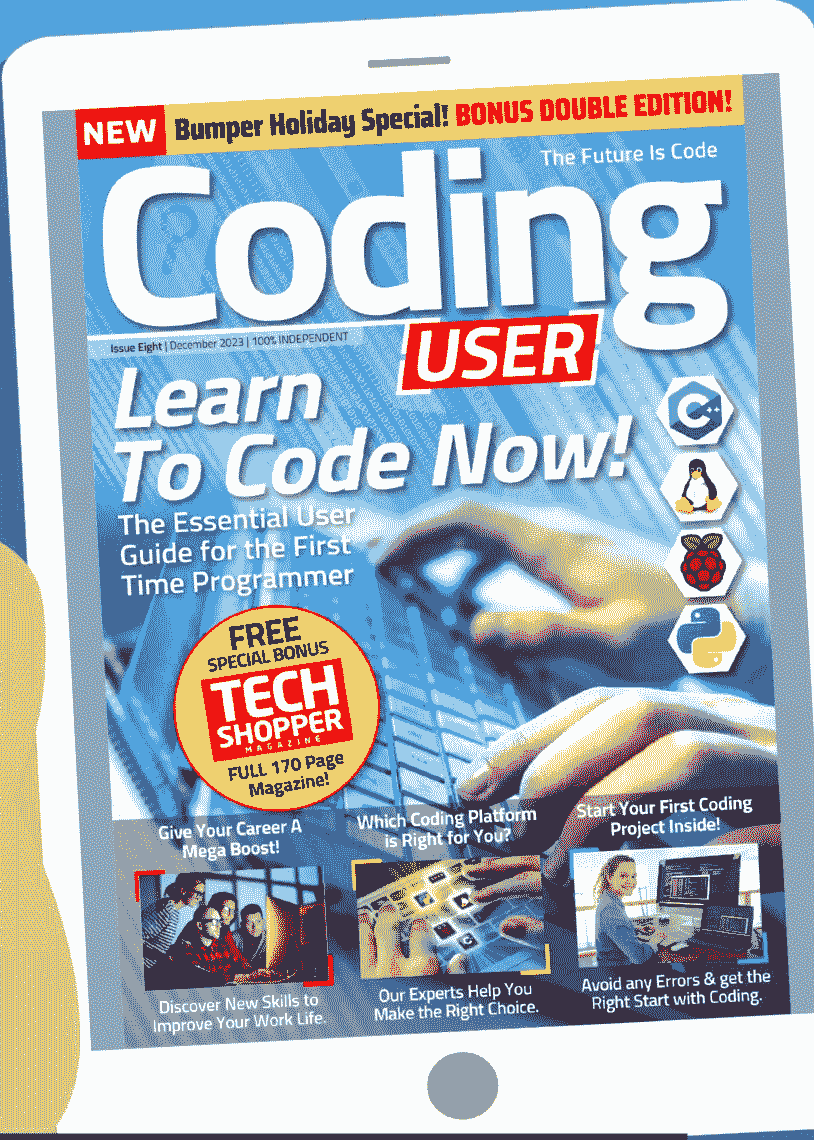 NEW Bumper Holiday Special! BONUS DOUBLE EDITION!
The Future Is Code
Coding
USER
Issue Eight | December 2023 | 100% INDEPENDENT
Learn
To Code Now!
The Essential User
Guide for the First
Time Programmer
C++
FREE
SPECIAL BONUS
TECH
SHOPPER
MAGAZINE
FULL 170 Page
Magazine!
Give Your Career A
Mega Boost!
Discover New Skills to
Improve Your Work Life.
Which Coding Platform
is Right for You?
Our Experts Help You
Make the Right Choice.
Start Your First Coding
Project Inside!
Avoid any Errors & get the
Right Start with Coding.